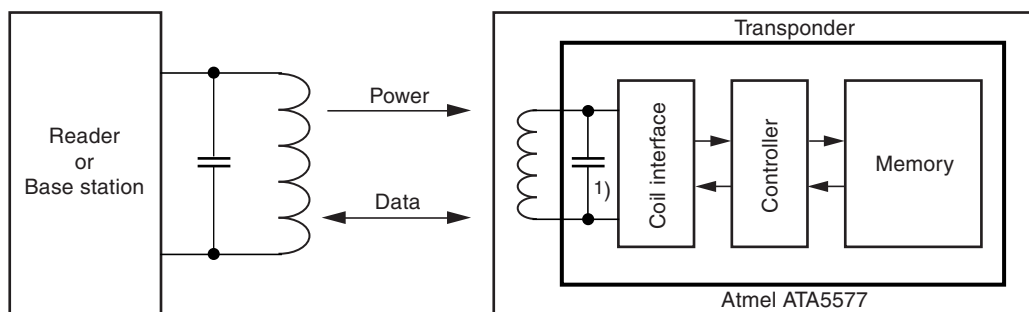 Transponder
Reader
or
Base station
Power
Data
1)
Coil interface
Controller
Memory
Atmel ATA5577